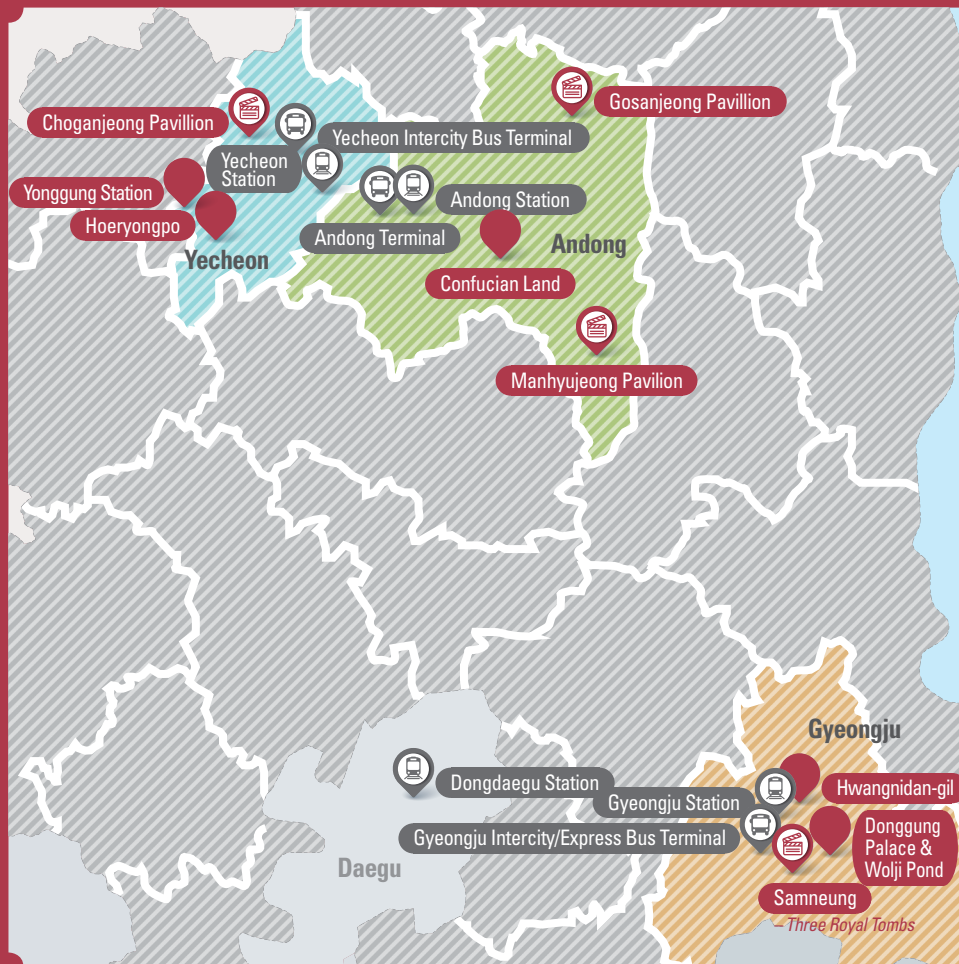 Choganjeong Pavillion
Gosanjeong Pavillion
Yecheon Intercity Bus Terminal
Yecheon
Station
Yonggung Station
Hoeryongpo
Andong Station
Andong Terminal
Yecheon
Andong
Confucian Land
Manhyujeong Pavilion
Gyeongju
Dongdaegu Station
Hwangnidan-gil
Gyeongju Station
Gyeongju Intercity/Express Bus Terminal
Donggung
Palace &
Wolji Pond
Daegu
Samneung
– Three Royal Tombs